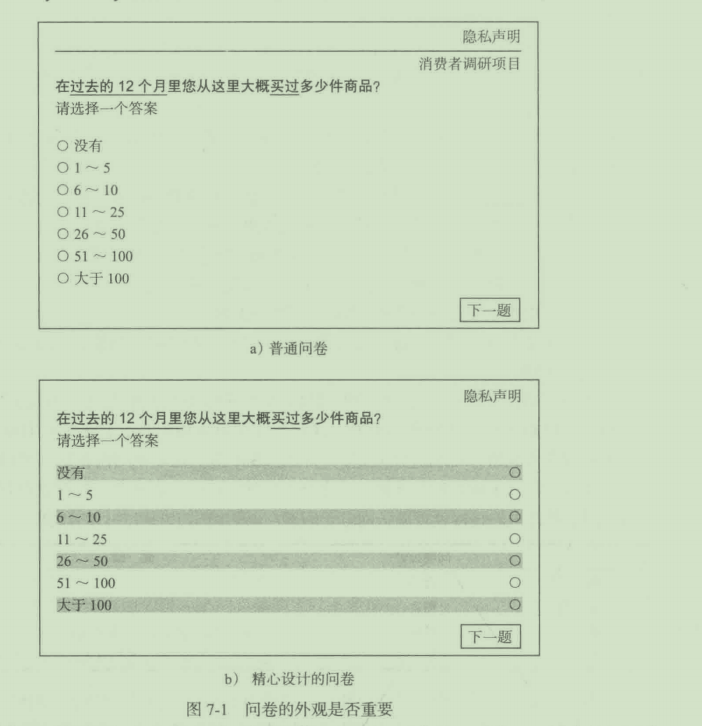 隐私声明
消费者调研项目
在过去的 12 个月里您从这里大概买过多少件商品?
请选择一个答案
○ 没有
○ 1～5
○ 6～10
○ 11～25
○ 26～50
○ 51～100
○ 大于 100
下一题
a）普通问卷
隐私声明
在过去的 12 个月里您从这里大概买过多少件商品?
请选择一个答案
没有 ○
1～5 ○
6～10 ○
11～25 ○
26～50 ○
51～100 ○
大于 100 ○
下一题
b） 精心设计的问卷
图 7-1 问卷的外观是否重要